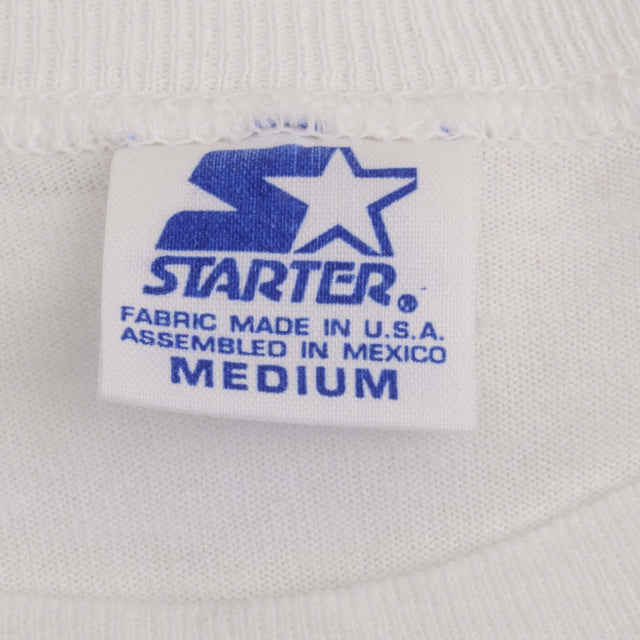 STARTER®
FABRIC MADE IN U.S.A.
ASSEMBLED IN MEXICO
MEDIUM